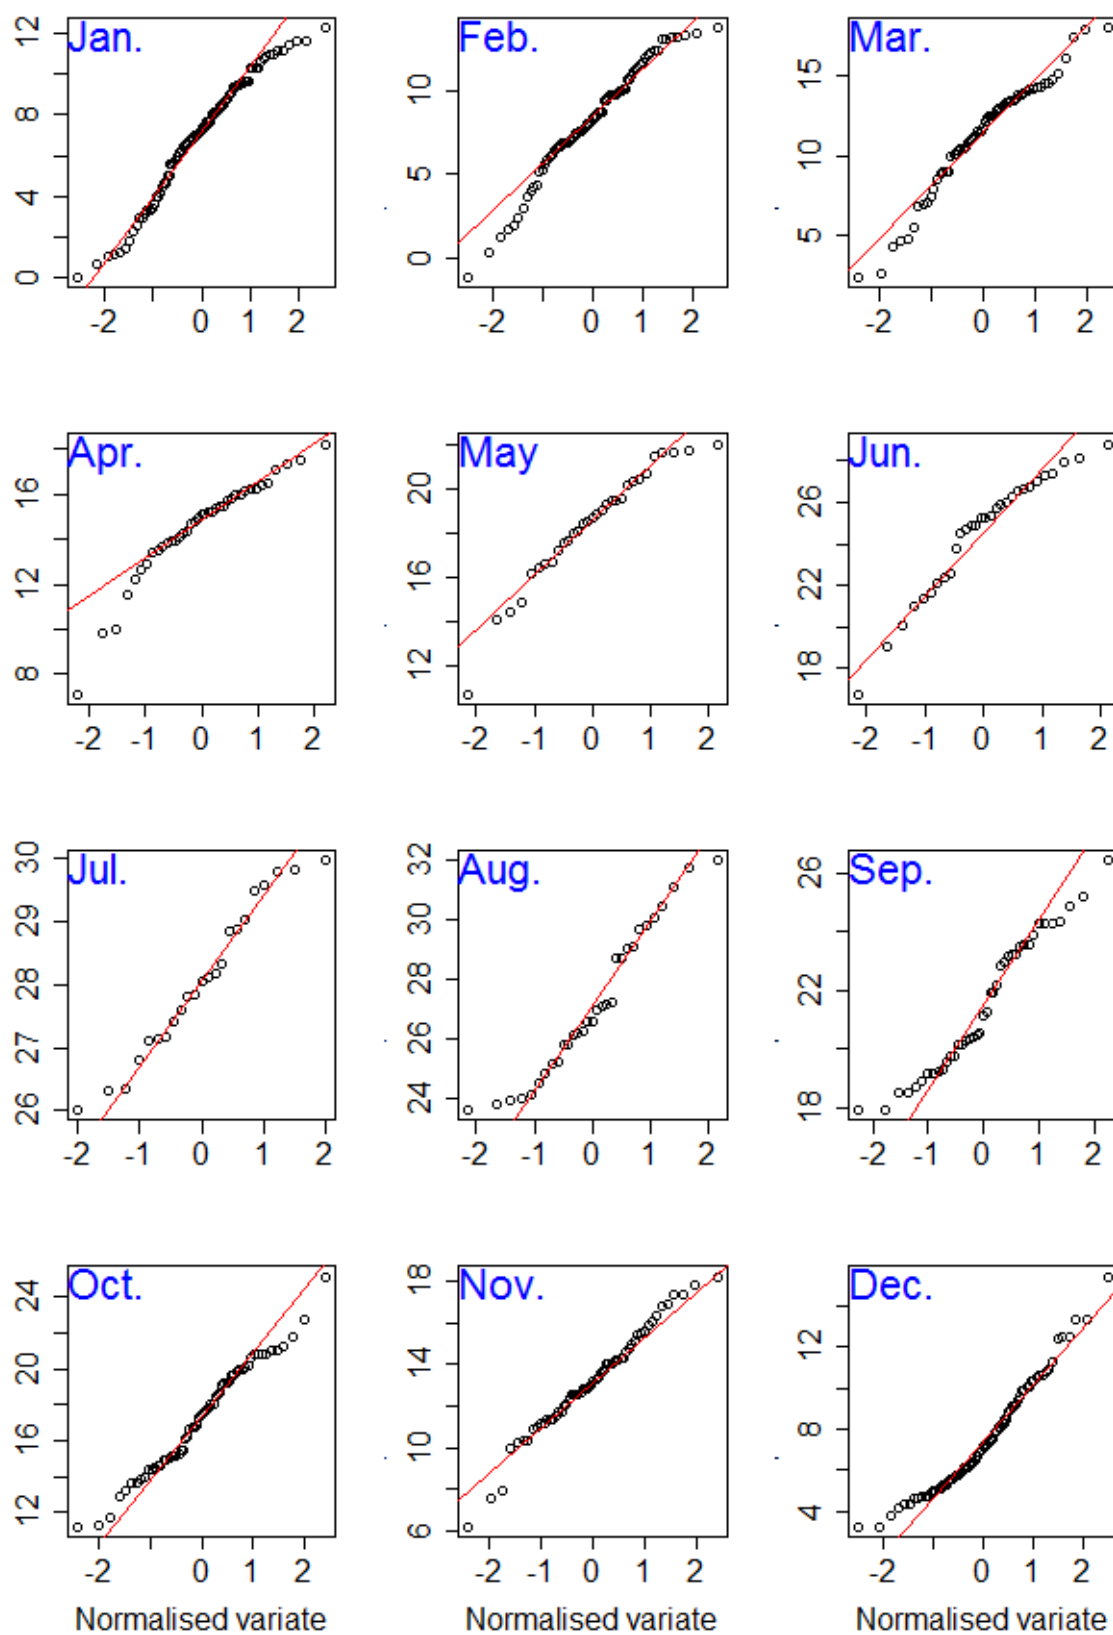 Jan. Feb. Mar.
12 8 4 0
10 5 0
15 10 5
-2 0 1 2 -2 0 1 2 -2 0 1 2
Apr. May Jun.
16 12 8
20 16 12
26 22 18
-2 -1 0 1 2 -2 0 1 2 -2 0 1 2
Jul. Aug. Sep.
30 29 28 27 26
32 30 28 26 24
26 22 18
-2 -1 0 1 2 -2 0 1 2 -2 0 1 2
Oct. Nov. Dec.
24 20 16 12
18 14 10 6
12 8 4
-2 0 1 2 -2 0 1 2 -2 0 1 2
Normalised variate Normalised variate Normalised variate